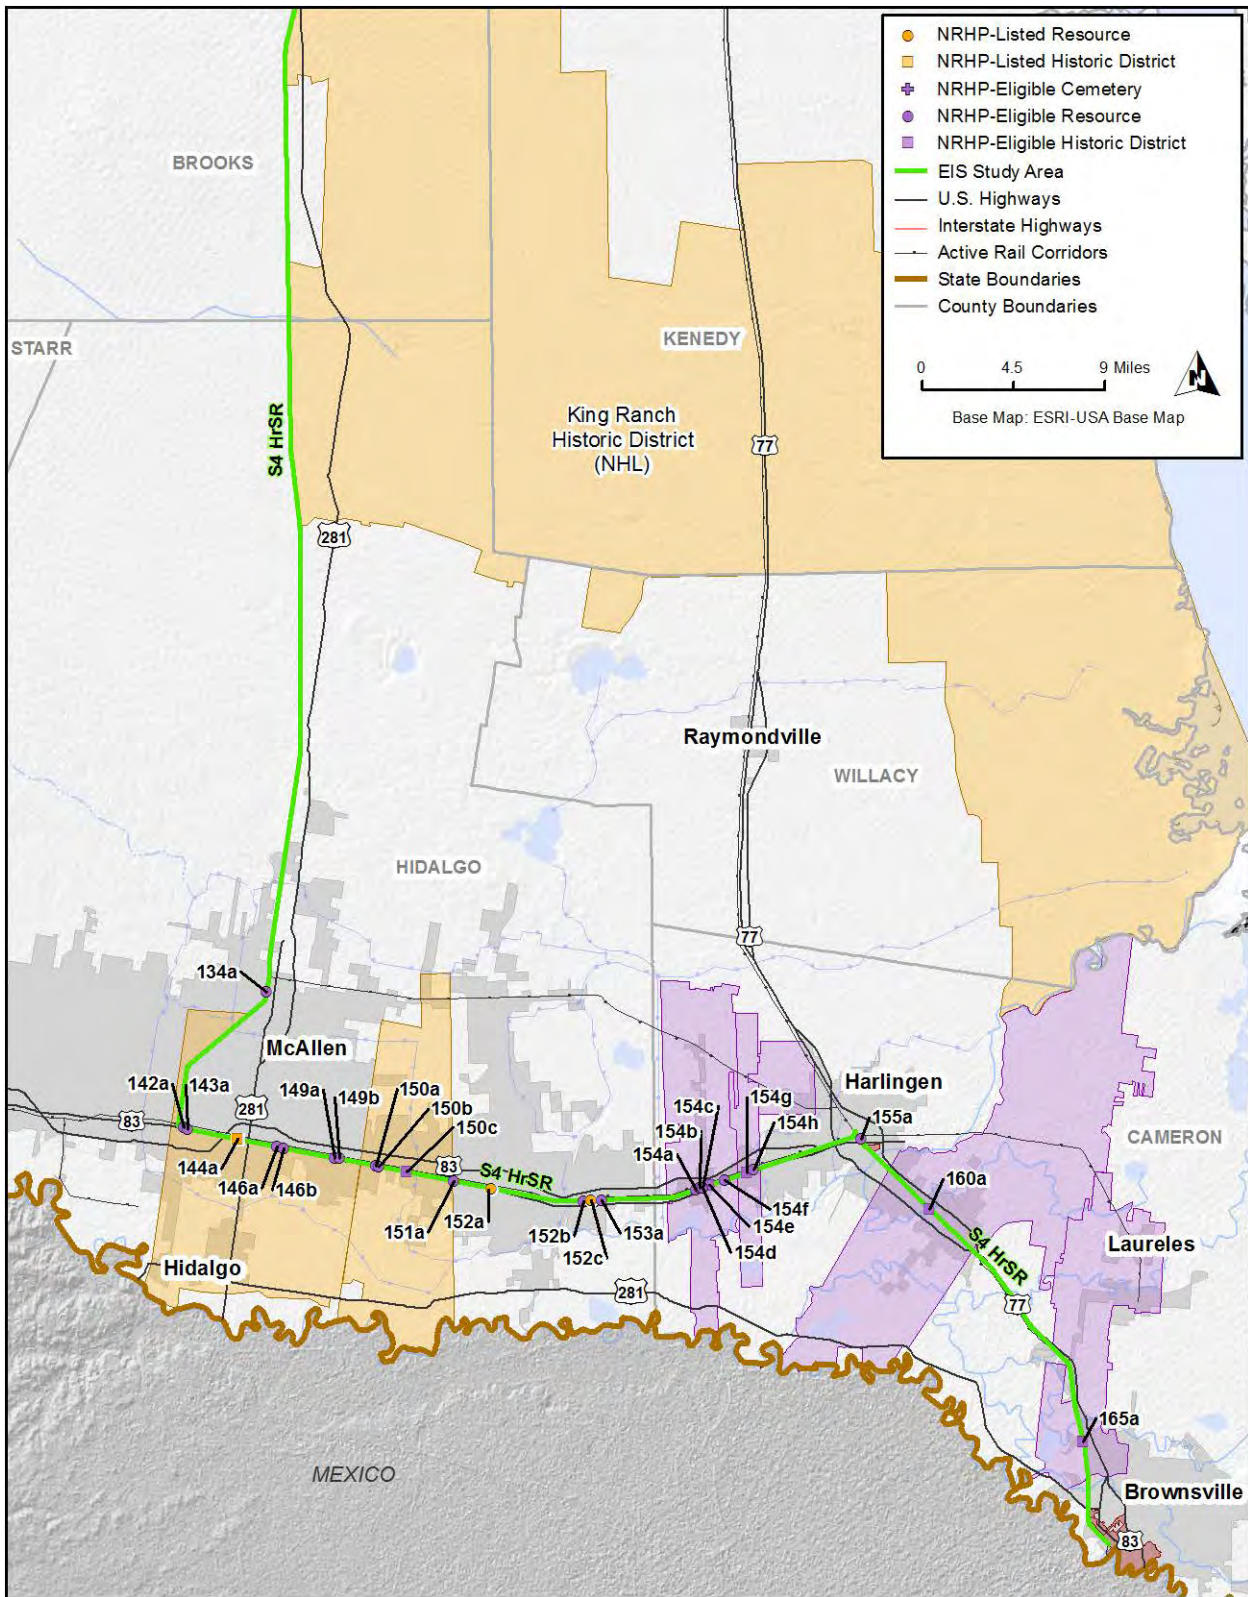 NRHP-Listed Resource
NRHP-Listed Historic District
NRHP-Eligible Cemetery
NRHP-Eligible Resource
NRHP-Eligible Historic District
EIS Study Area
U.S. Highways
Interstate Highways
Active Rail Corridors
State Boundaries
County Boundaries
0 4.5 9 Miles
N
Base Map: ESRI-USA Base Map
BROOKS
STARR
KENEDY
S4 HrSR
King Ranch
Historic District
(NHL)
77
281
Raymondville
WILLACY
HIDALGO
77
134a
McAllen
142a
143a
149a
149b
150a
150b
150c
154c
154b
154a
154g
154h
Harlingen
155a
83
281
144a
146a
146b
83
S4 HrSR
151a
152a
152b
152c
153a
154f
154e
154d
CAMERON
160a
Laureles
S4 HrSR
Hidalgo
281
77
165a
MEXICO
Brownsville
83